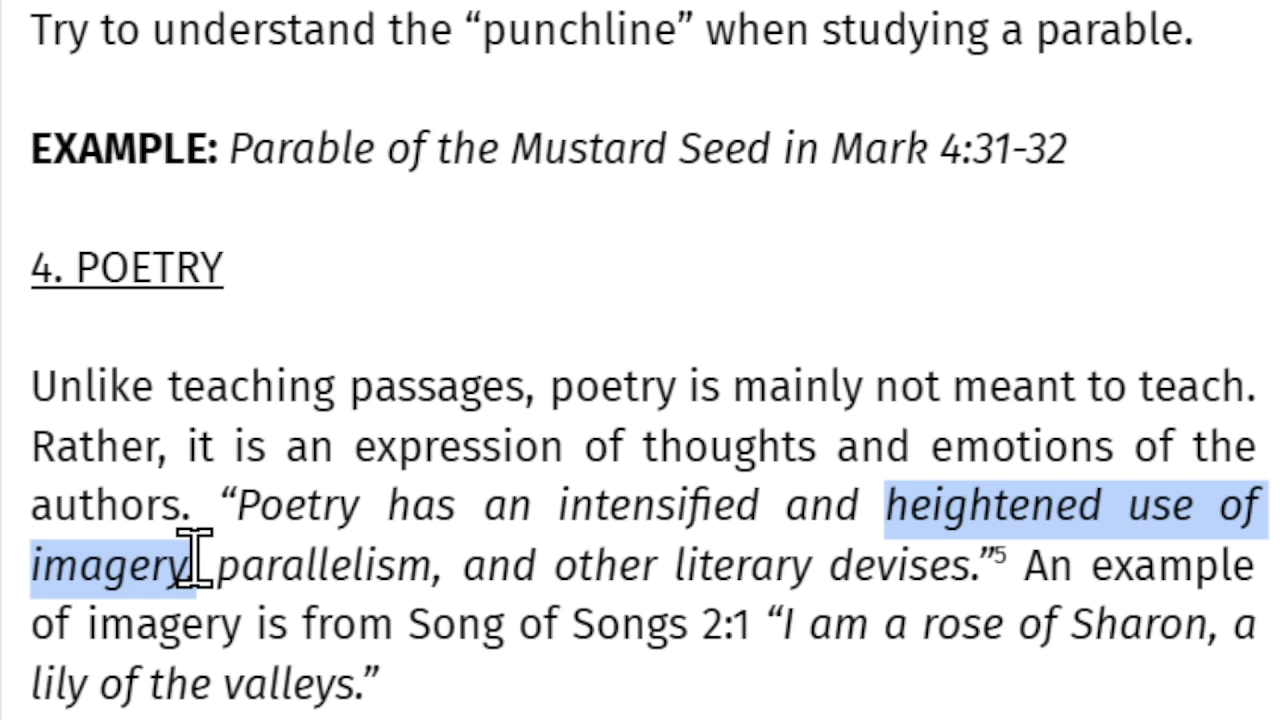 Try to understand the “punchline” when studying a parable.
EXAMPLE: Parable of the Mustard Seed in Mark 4:31-32
4. POETRY
Unlike teaching passages, poetry is mainly not meant to teach.
Rather, it is an expression of thoughts and emotions of the
authors. “Poetry has an intensified and heightened use of
imagery, parallelism, and other literary devises.”5 An example
of imagery is from Song of Songs 2:1 “I am a rose of Sharon, a
lily of the valleys.”